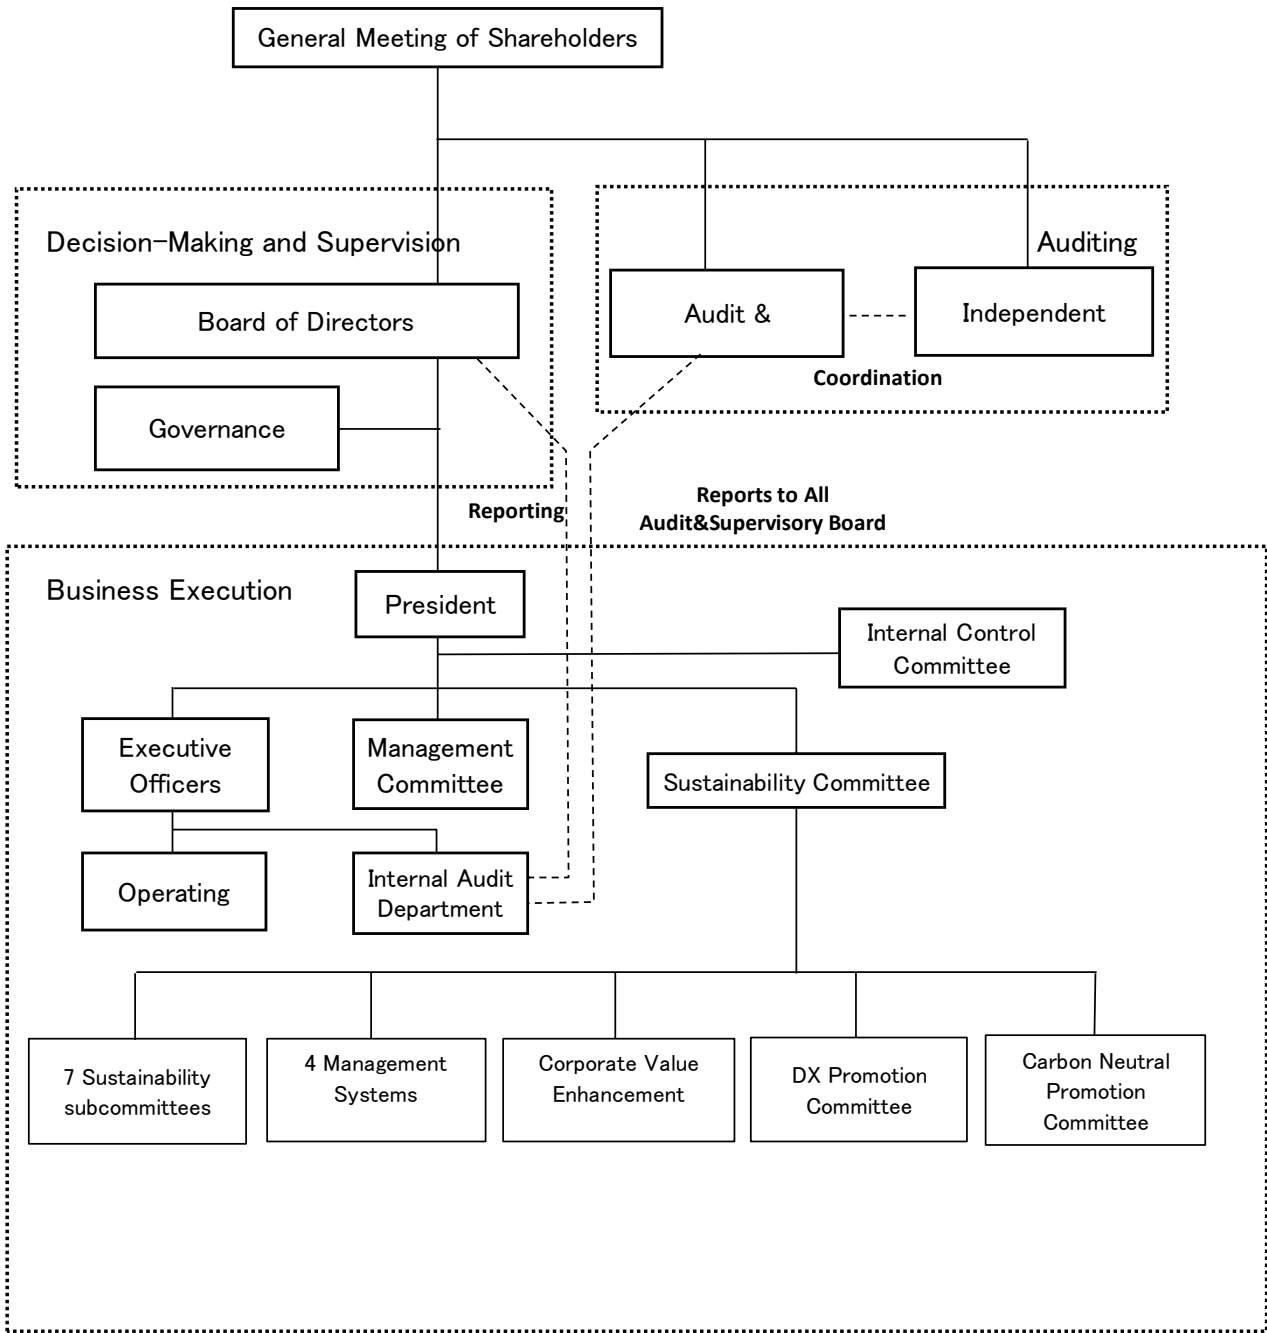 General Meeting of Shareholders
Decision-Making and Supervision
Auditing
Board of Directors
Audit &
Independent
Coordination
Governance
Reporting
Reports to All
Audit&Supervisory Board
Business Execution
President
Internal Control
Committee
Executive
Officers
Management
Committee
Sustainability Committee
Operating
Internal Audit
Department
7 Sustainability
subcommittees
4 Management
Systems
Corporate Value
Enhancement
DX Promotion
Committee
Carbon Neutral
Promotion
Committee